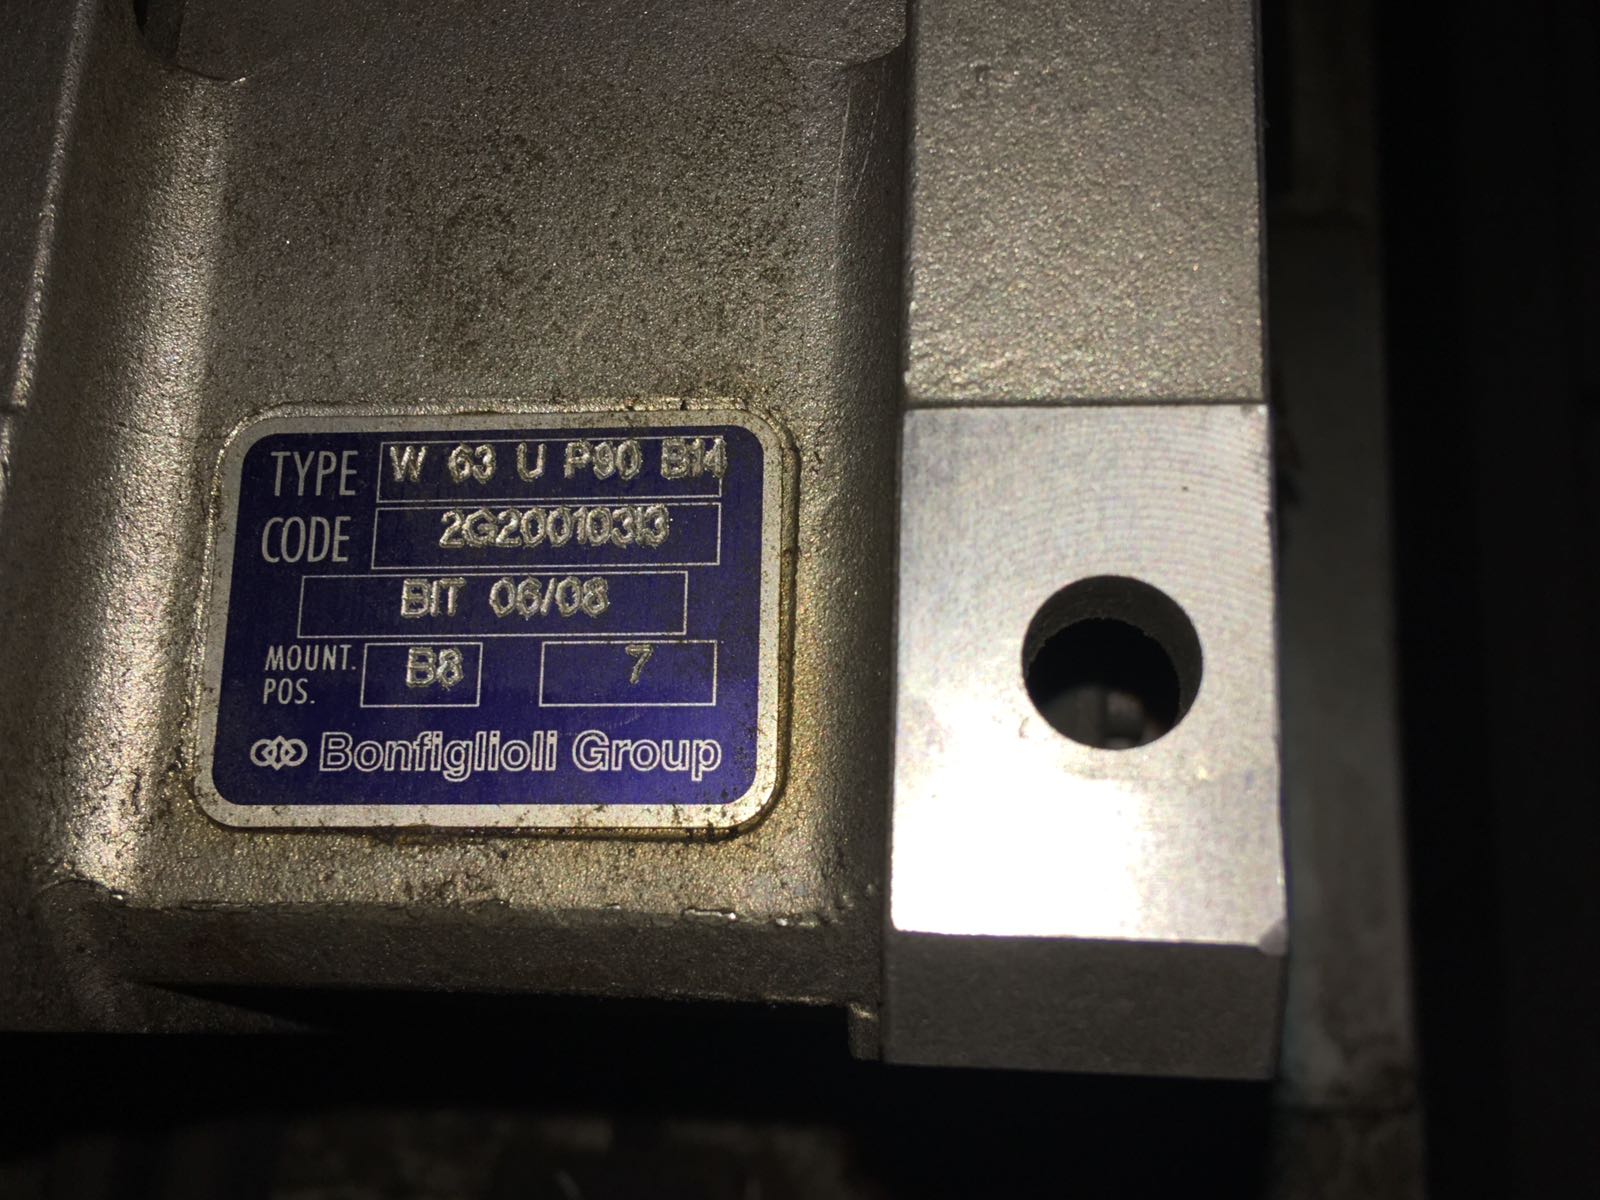 TYPE W 63 U P90 B14
CODE 2G20010313
BIT 06/08
MOUNT. POS. B8 7
Bonfiglioli Group